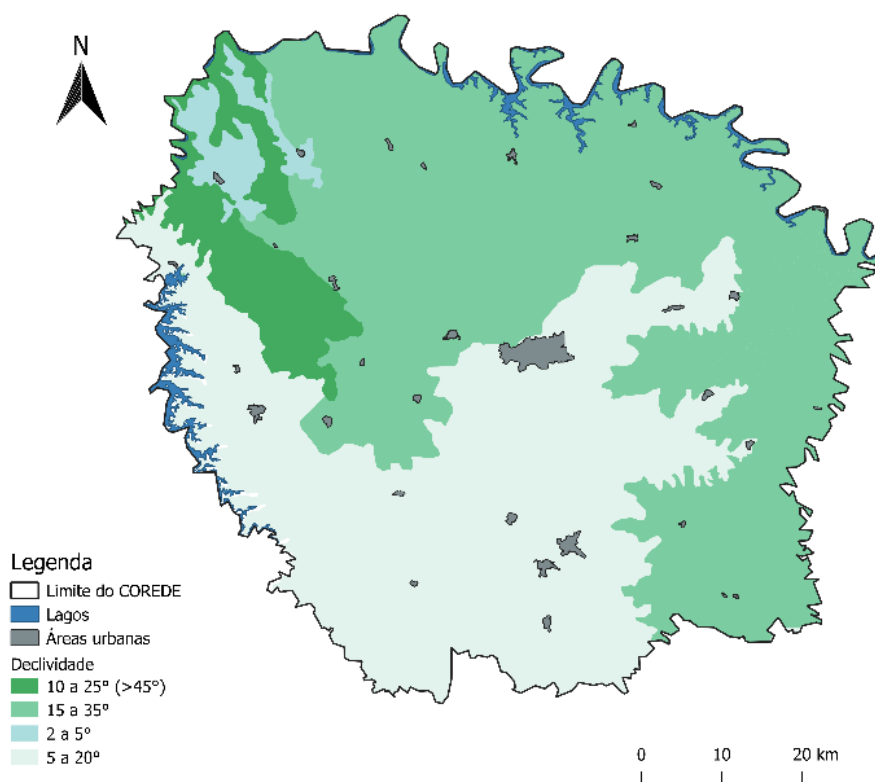 N
Legenda
Limite do COREDE
Lagos
Áreas urbanas
Declividade
10 a 25° (>45°)
15 a 35°
2 a 5°
5 a 20°
0 10 20 km